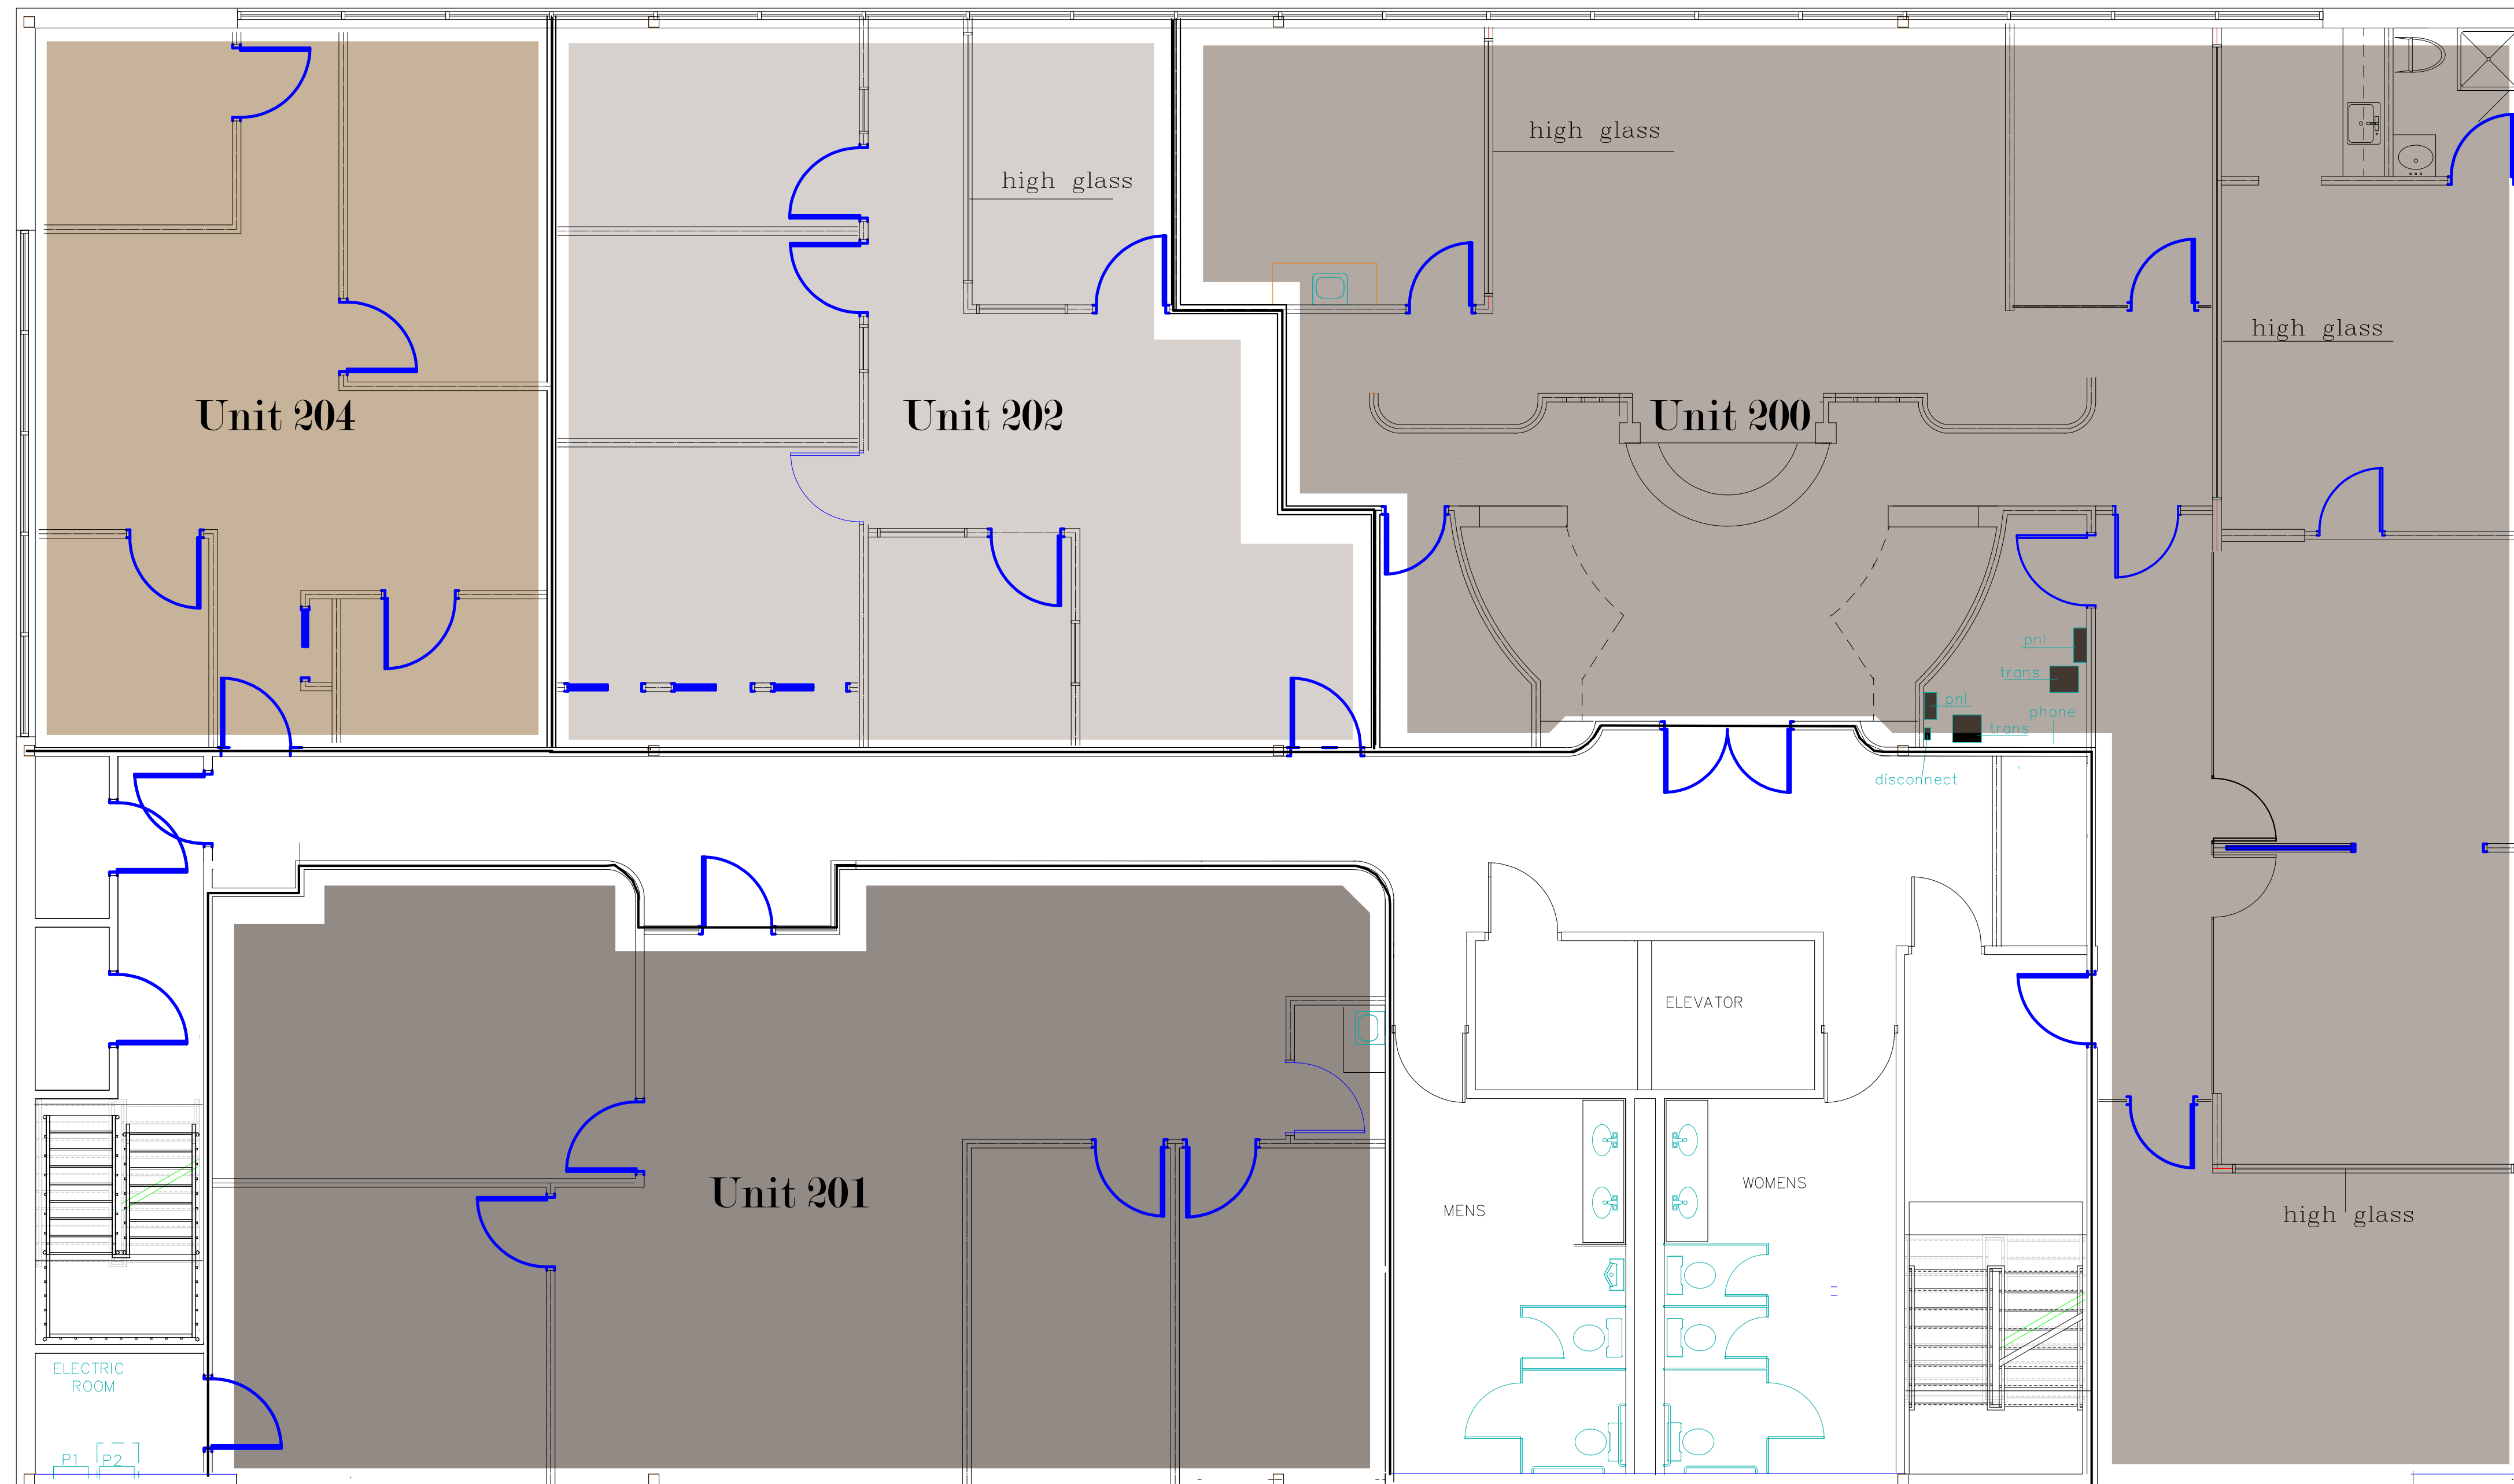 high glass
high glass
high glass
Unit 204
Unit 202
Unit 200
pnl
trans
pnl
phone
trans
disconnect
ELEVATOR
Unit 201
MENS
WOMENS
high glass
ELECTRIC
ROOM
P1
P2